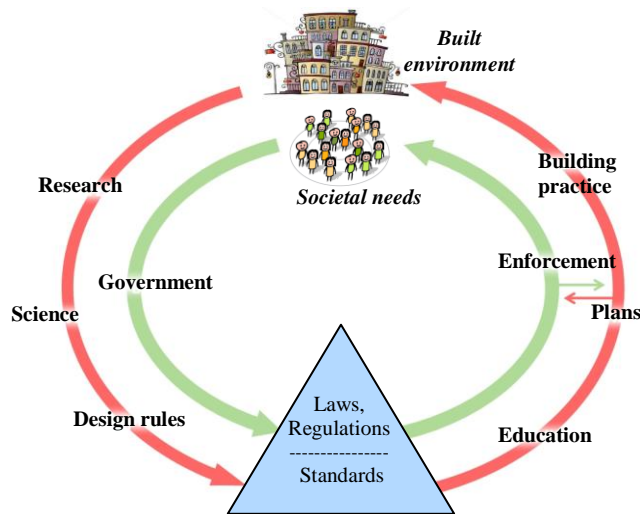 Built
environment
Societal needs
Research
Building
practice
Government
Enforcement
Science
Plans
Design rules
Laws,
Regulations
--------------
Standards
Education